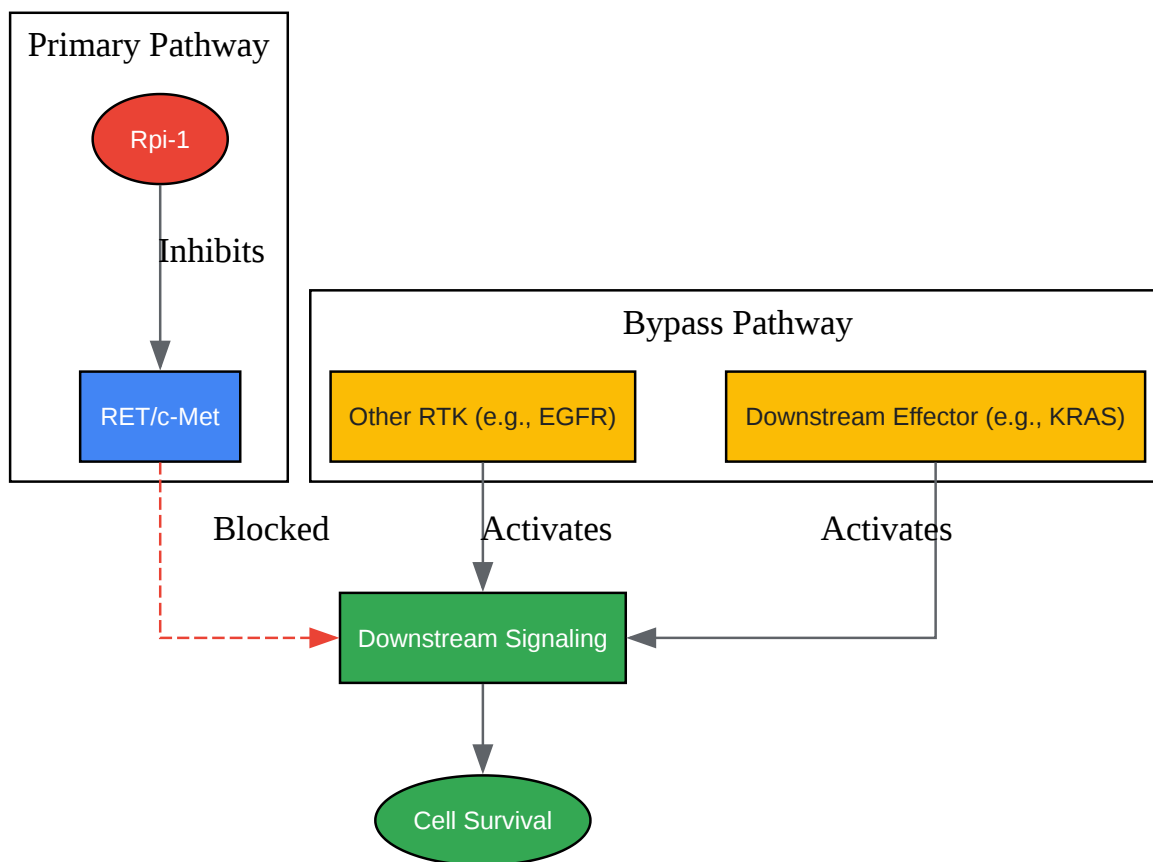 Primary Pathway
Rpi-1
Inhibits
Bypass Pathway
RET/c-Met
Other RTK (e.g., EGFR)
Downstream Effector (e.g., KRAS)
Blocked
Activates
Activates
Downstream Signaling
Cell Survival